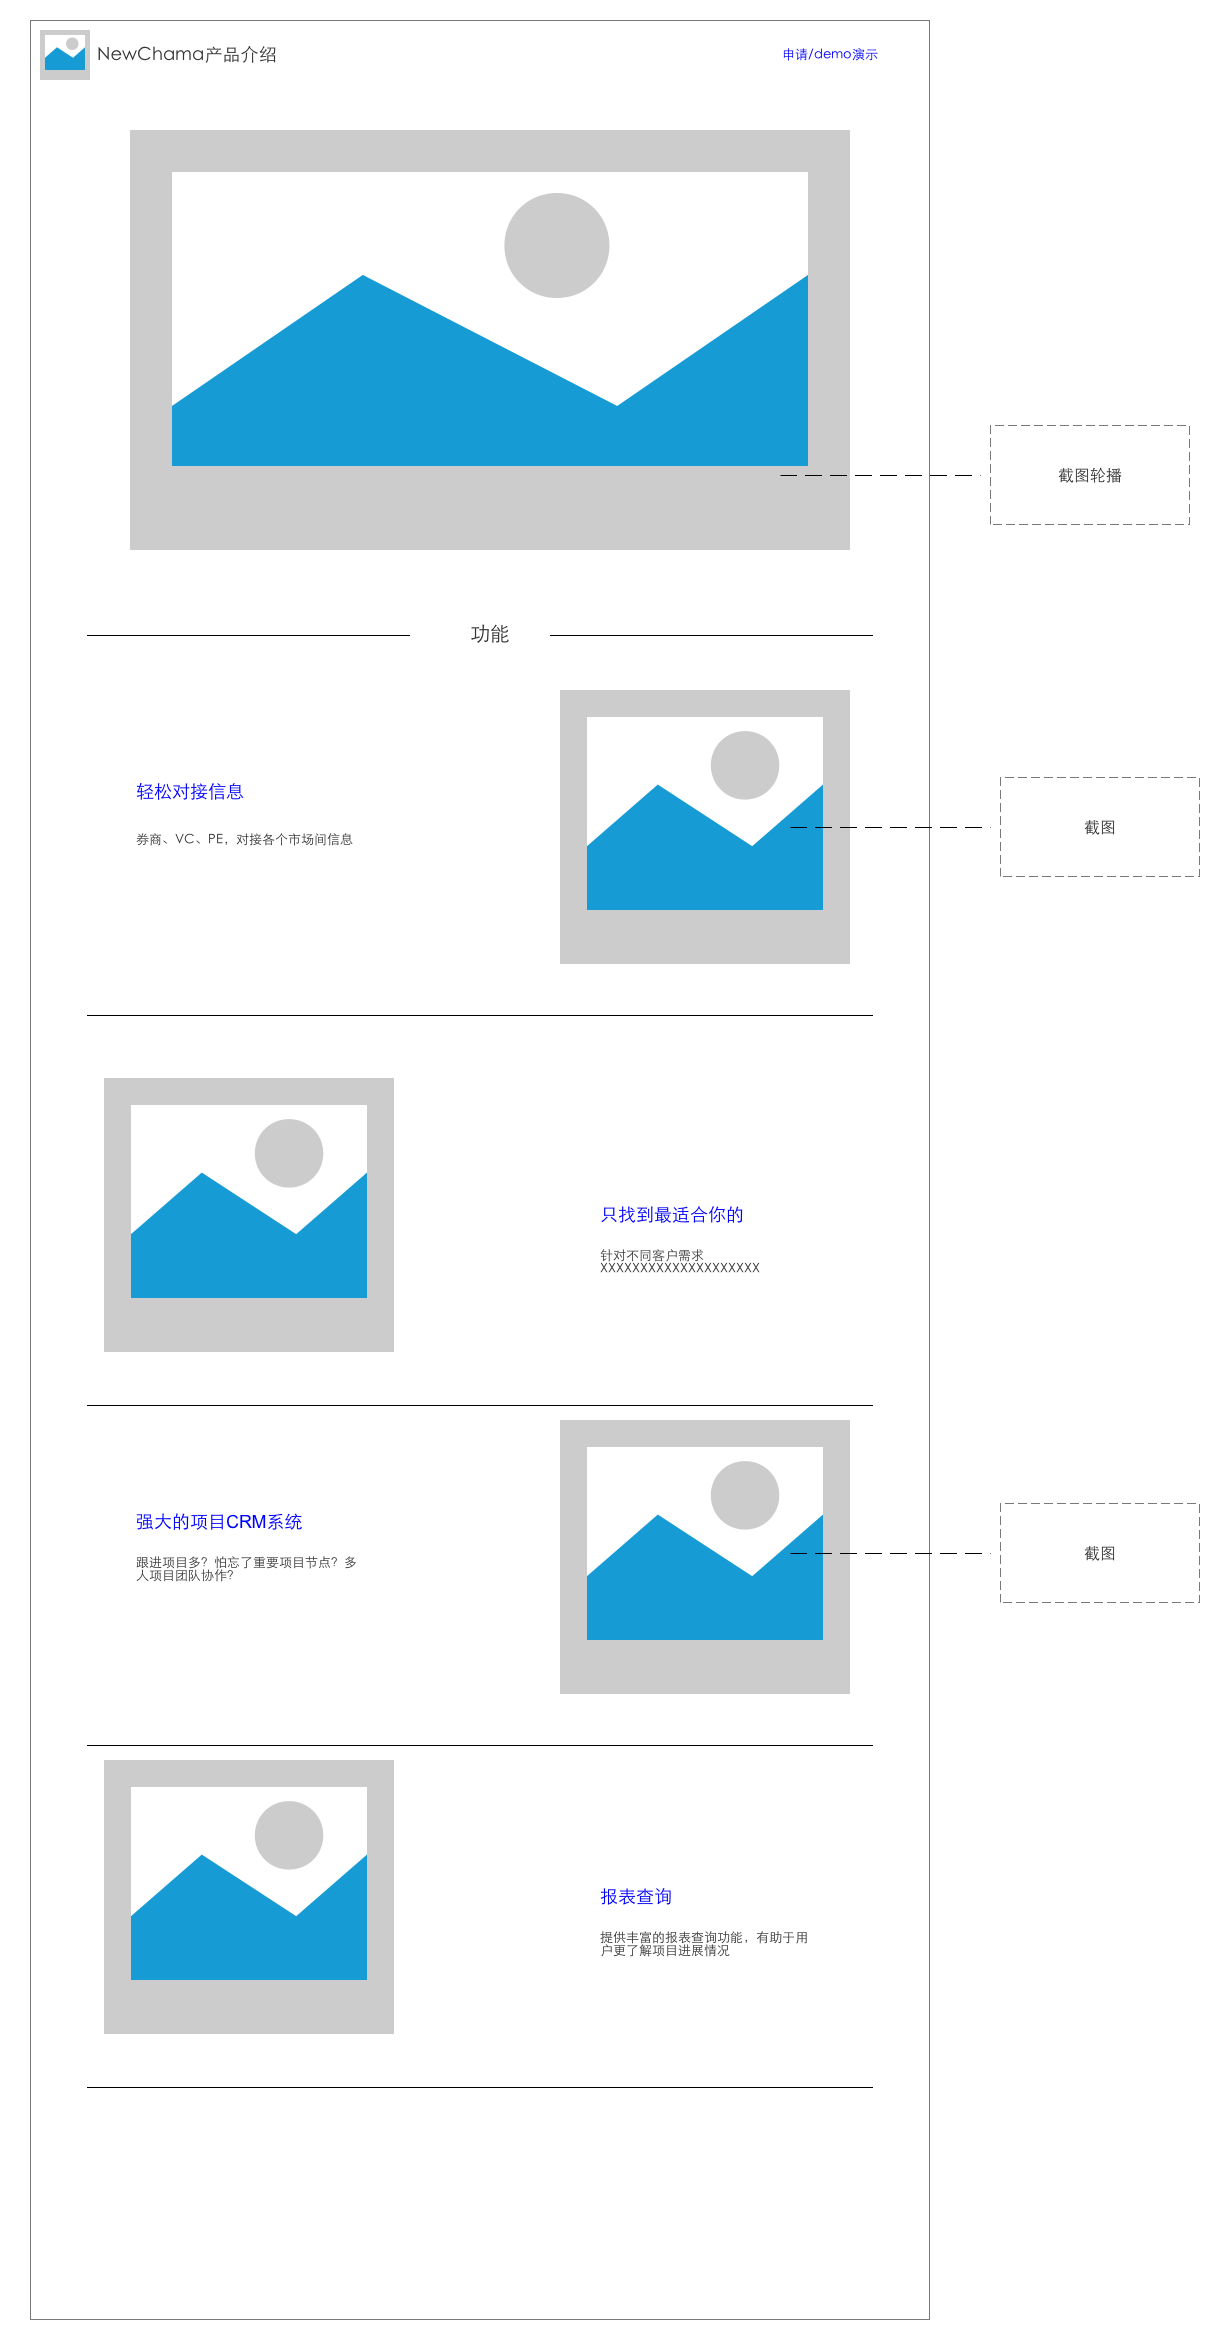 NewChama产品介绍
申请/demo演示
截图轮播
功能
轻松对接信息
券商、VC、PE，对接各个市场间信息
截图
只找到最适合你的
针对不同客户需求
XXXXXXXXXXXXXXXXXXXX
强大的项目CRM系统
跟进项目多？怕忘了重要项目节点？多
人项目团队协作？
截图
报表查询
提供丰富的报表查询功能，有助于用
户更了解项目进展情况